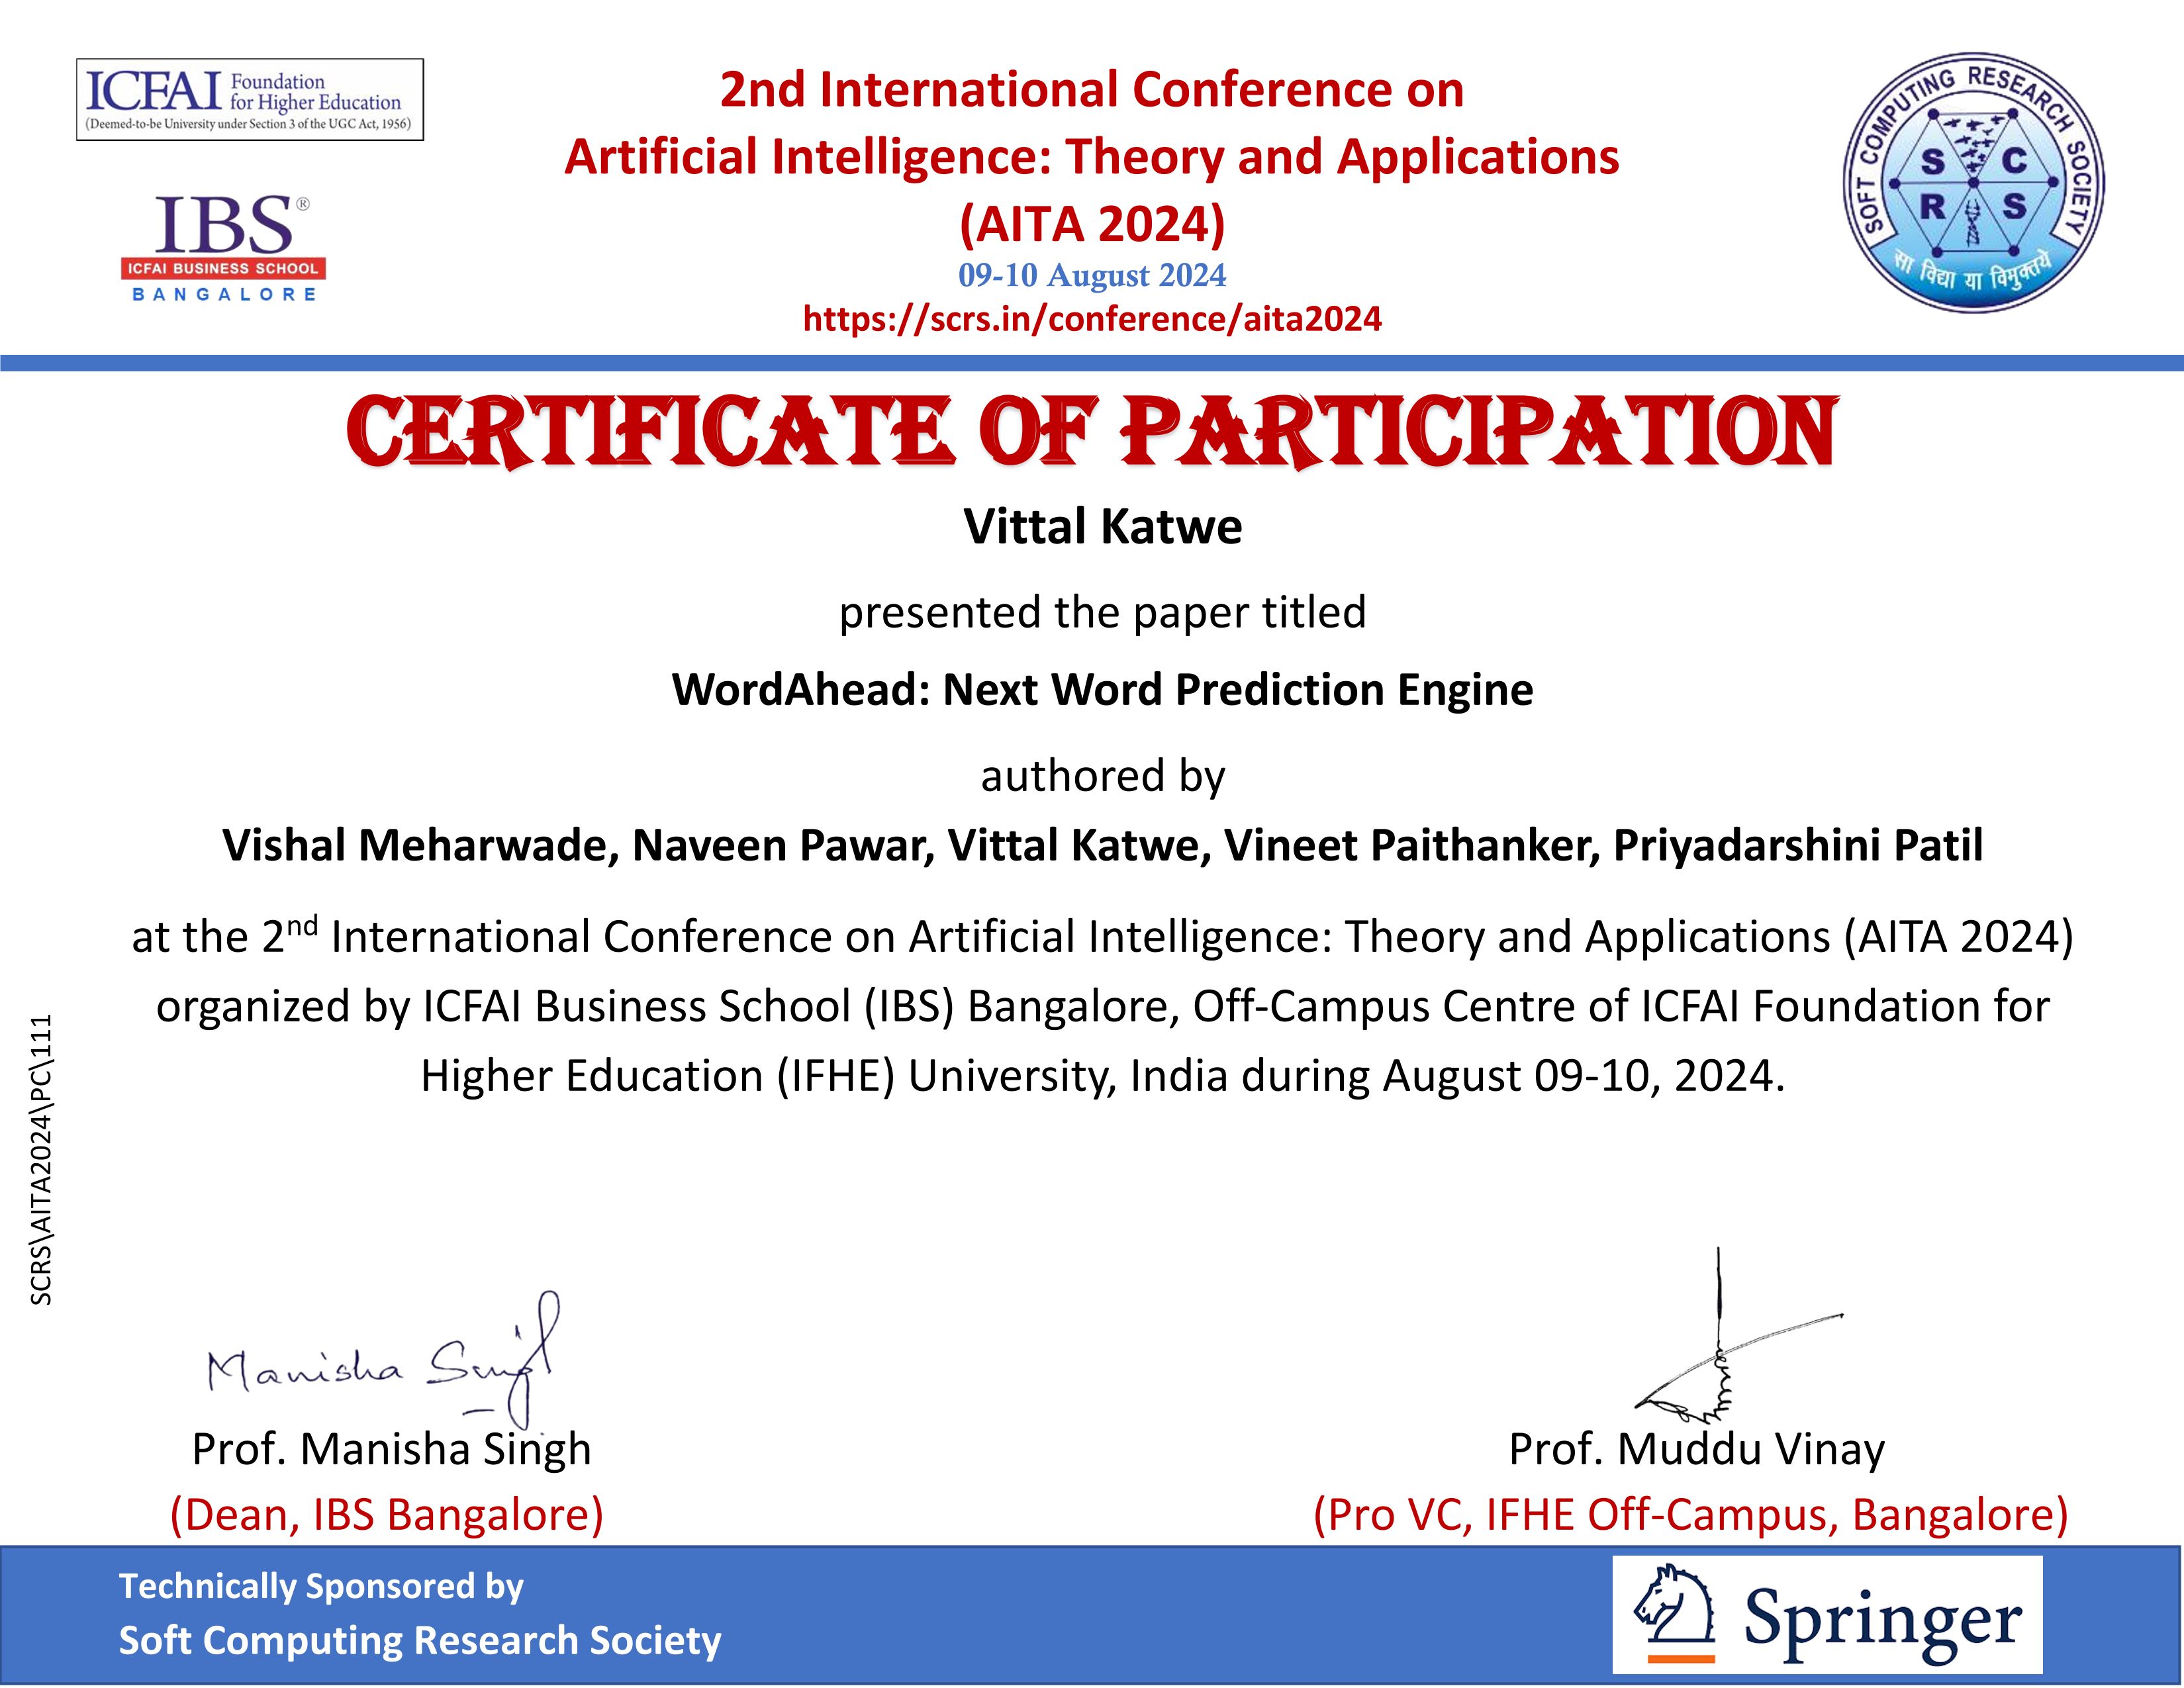 ICFAI Foundation for Higher Education
(Deemed-to-be University under Section 3 of the UGC Act, 1956)
IBS®
ICFAI BUSINESS SCHOOL
BANGALORE
2nd International Conference on
Artificial Intelligence: Theory and Applications
(AITA 2024)
09-10 August 2024
https://scrs.in/conference/aita2024
SOFT COMPUTING RESEARCH SOCIETY
S C
R S
सा विद्या या विमुक्तये
CERTIFICATE OF PARTICIPATION
Vittal Katwe
presented the paper titled
WordAhead: Next Word Prediction Engine
authored by
Vishal Meharwade, Naveen Pawar, Vittal Katwe, Vineet Paithanker, Priyadarshini Patil
at the 2nd International Conference on Artificial Intelligence: Theory and Applications (AITA 2024)
organized by ICFAI Business School (IBS) Bangalore, Off-Campus Centre of ICFAI Foundation for
Higher Education (IFHE) University, India during August 09-10, 2024.
SCRS\AITA2024\PC\111
Manisha Singh
Prof. Manisha Singh
(Dean, IBS Bangalore)
Prof. Muddu Vinay
(Pro VC, IFHE Off-Campus, Bangalore)
Technically Sponsored by
Soft Computing Research Society
Springer